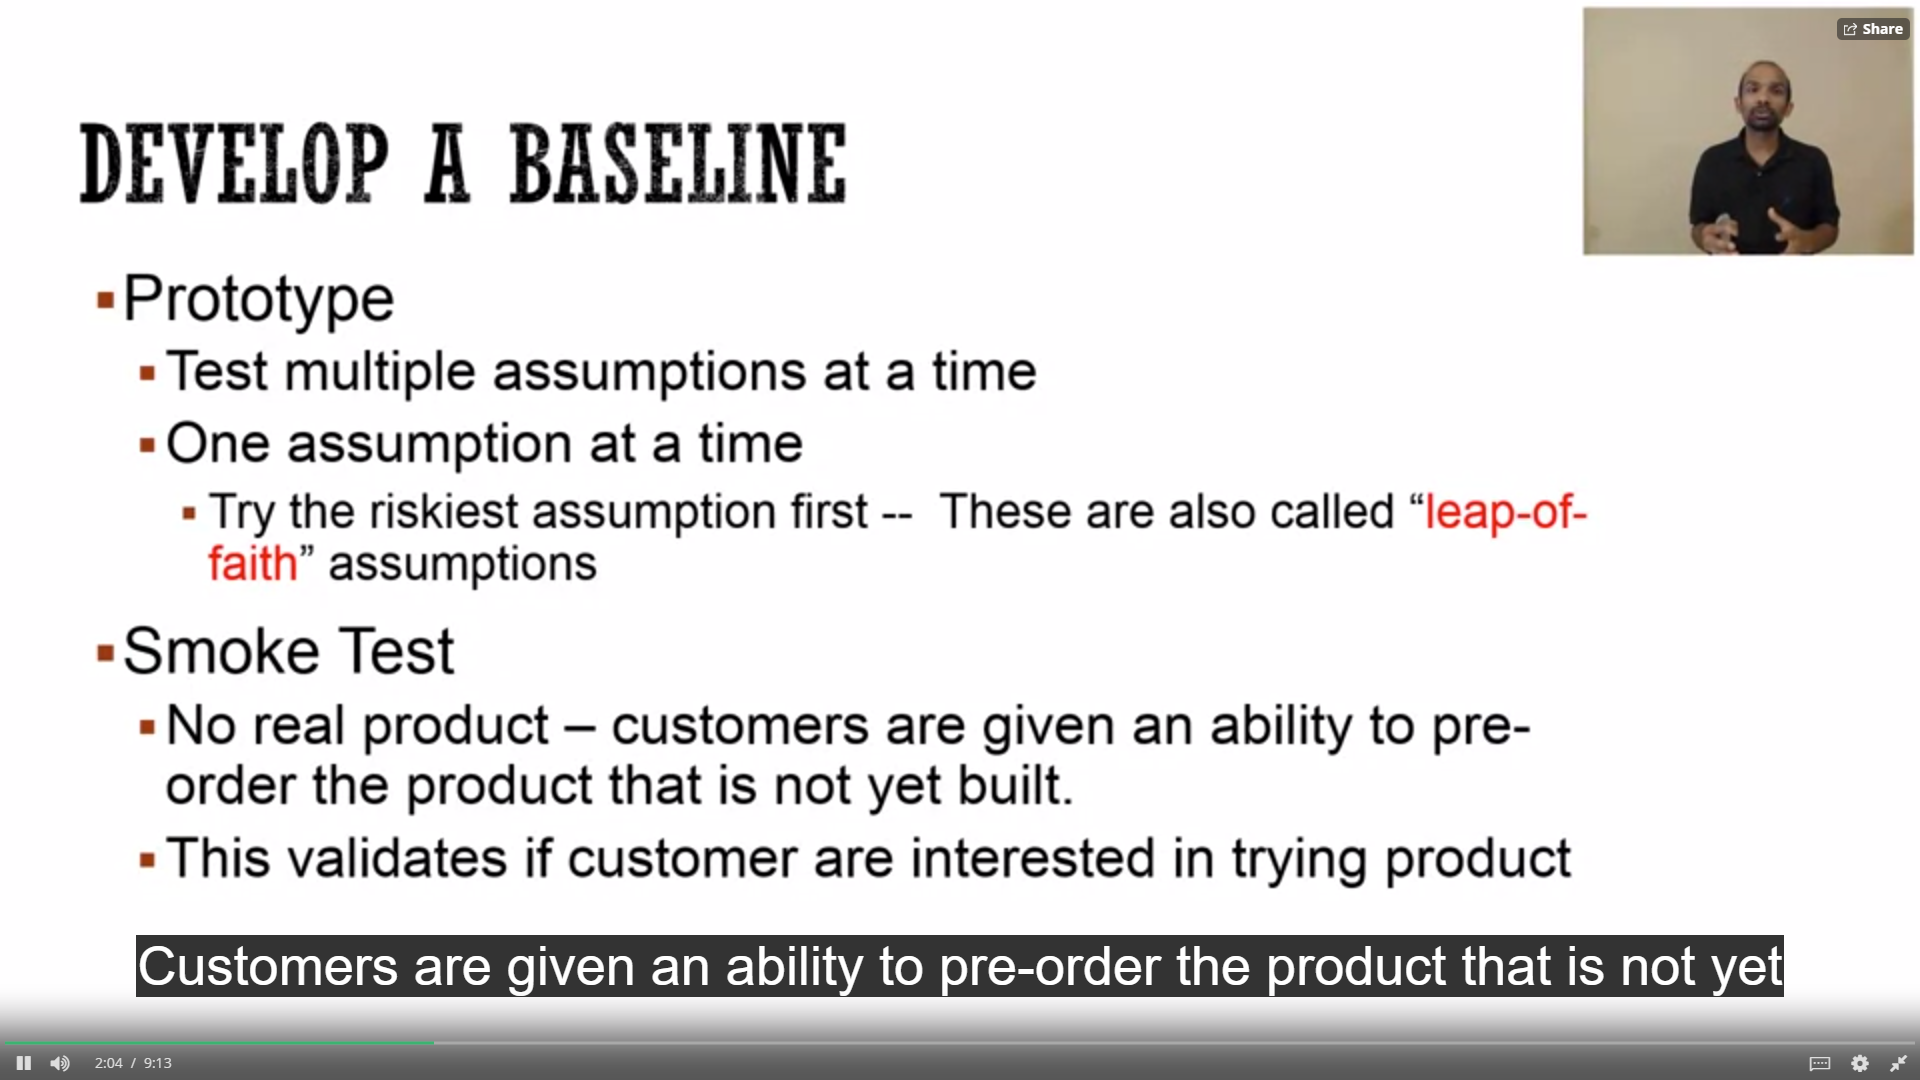 Share
DEVELOP A BASELINE
▪Prototype
▪Test multiple assumptions at a time
▪One assumption at a time
▪Try the riskiest assumption first -- These are also called “leap-of-
faith” assumptions
▪Smoke Test
▪No real product – customers are given an ability to pre-
order the product that is not yet built.
▪This validates if customer are interested in trying product
Customers are given an ability to pre-order the product that is not yet
2:04 / 9:13